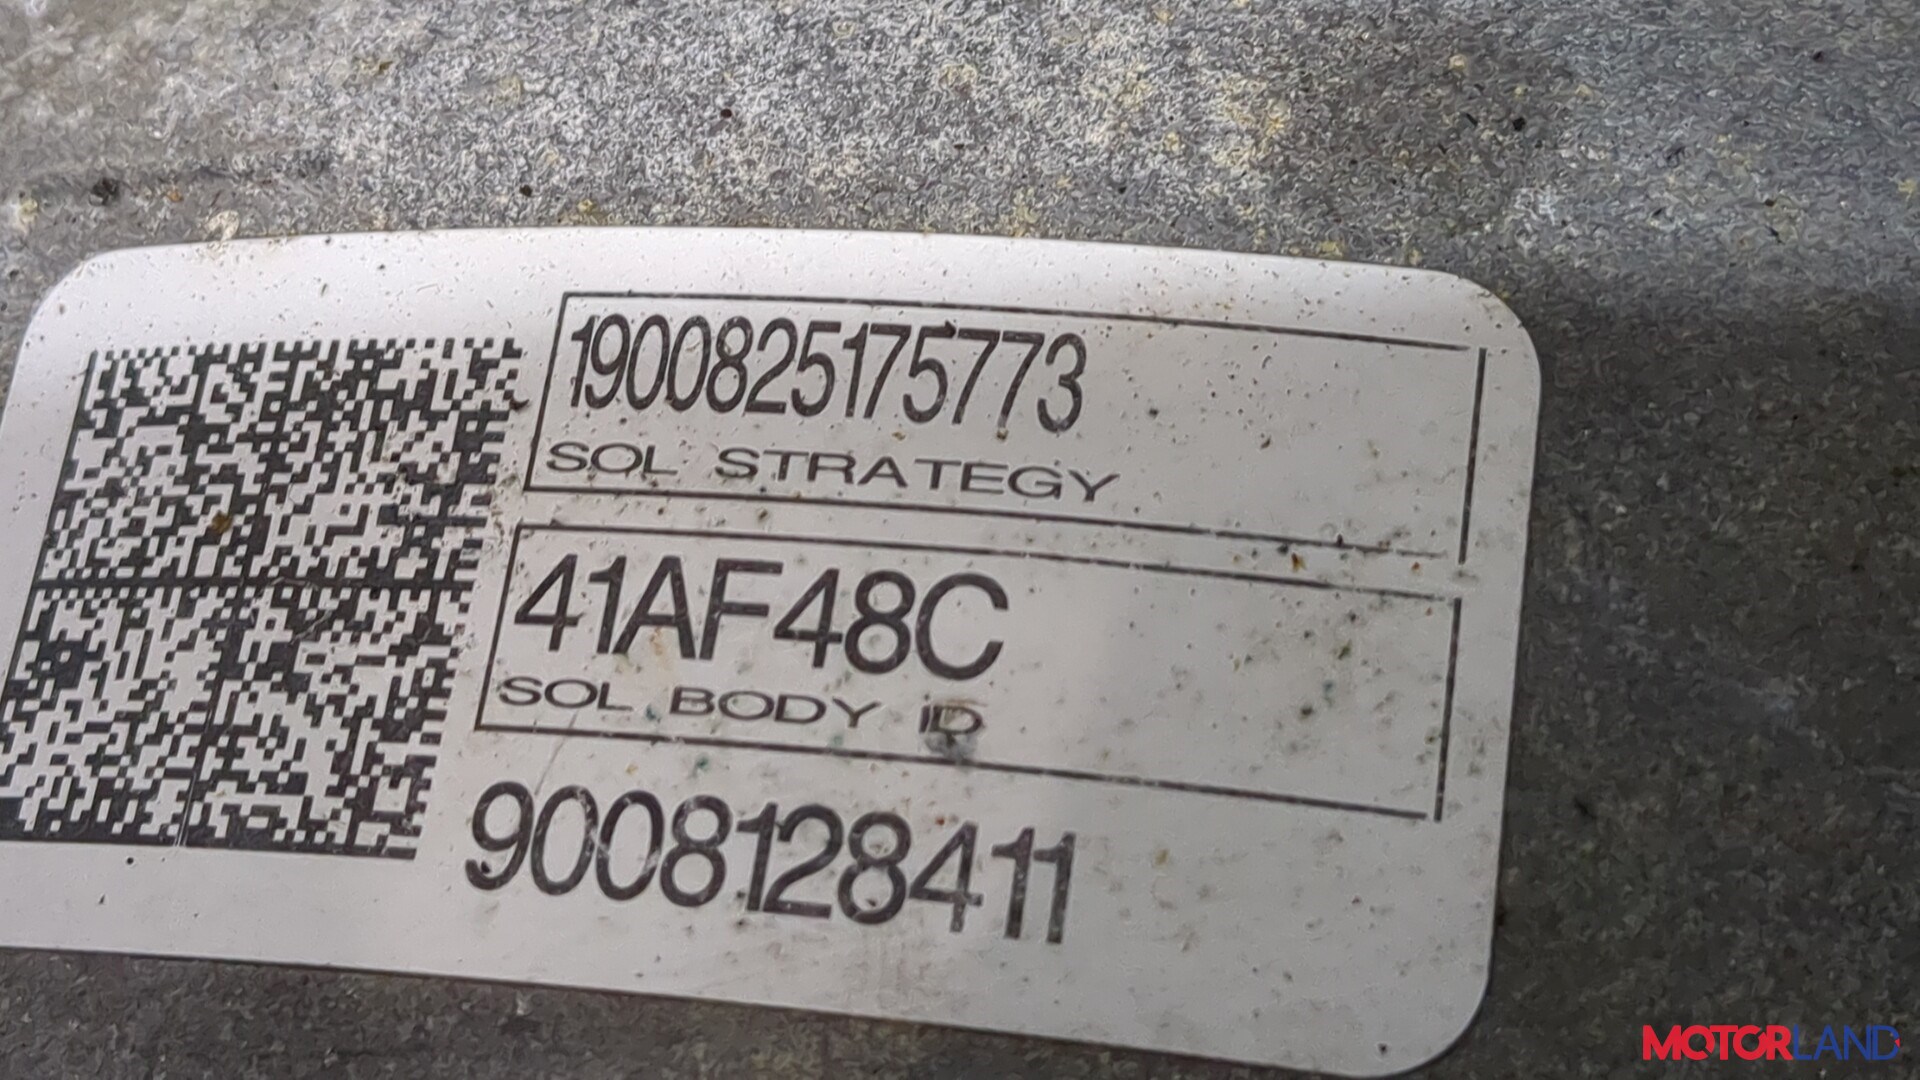 1900825175773
SOL STRATEGY
41AF48C
SOL BODY ID
9008128411
MOTORLAND